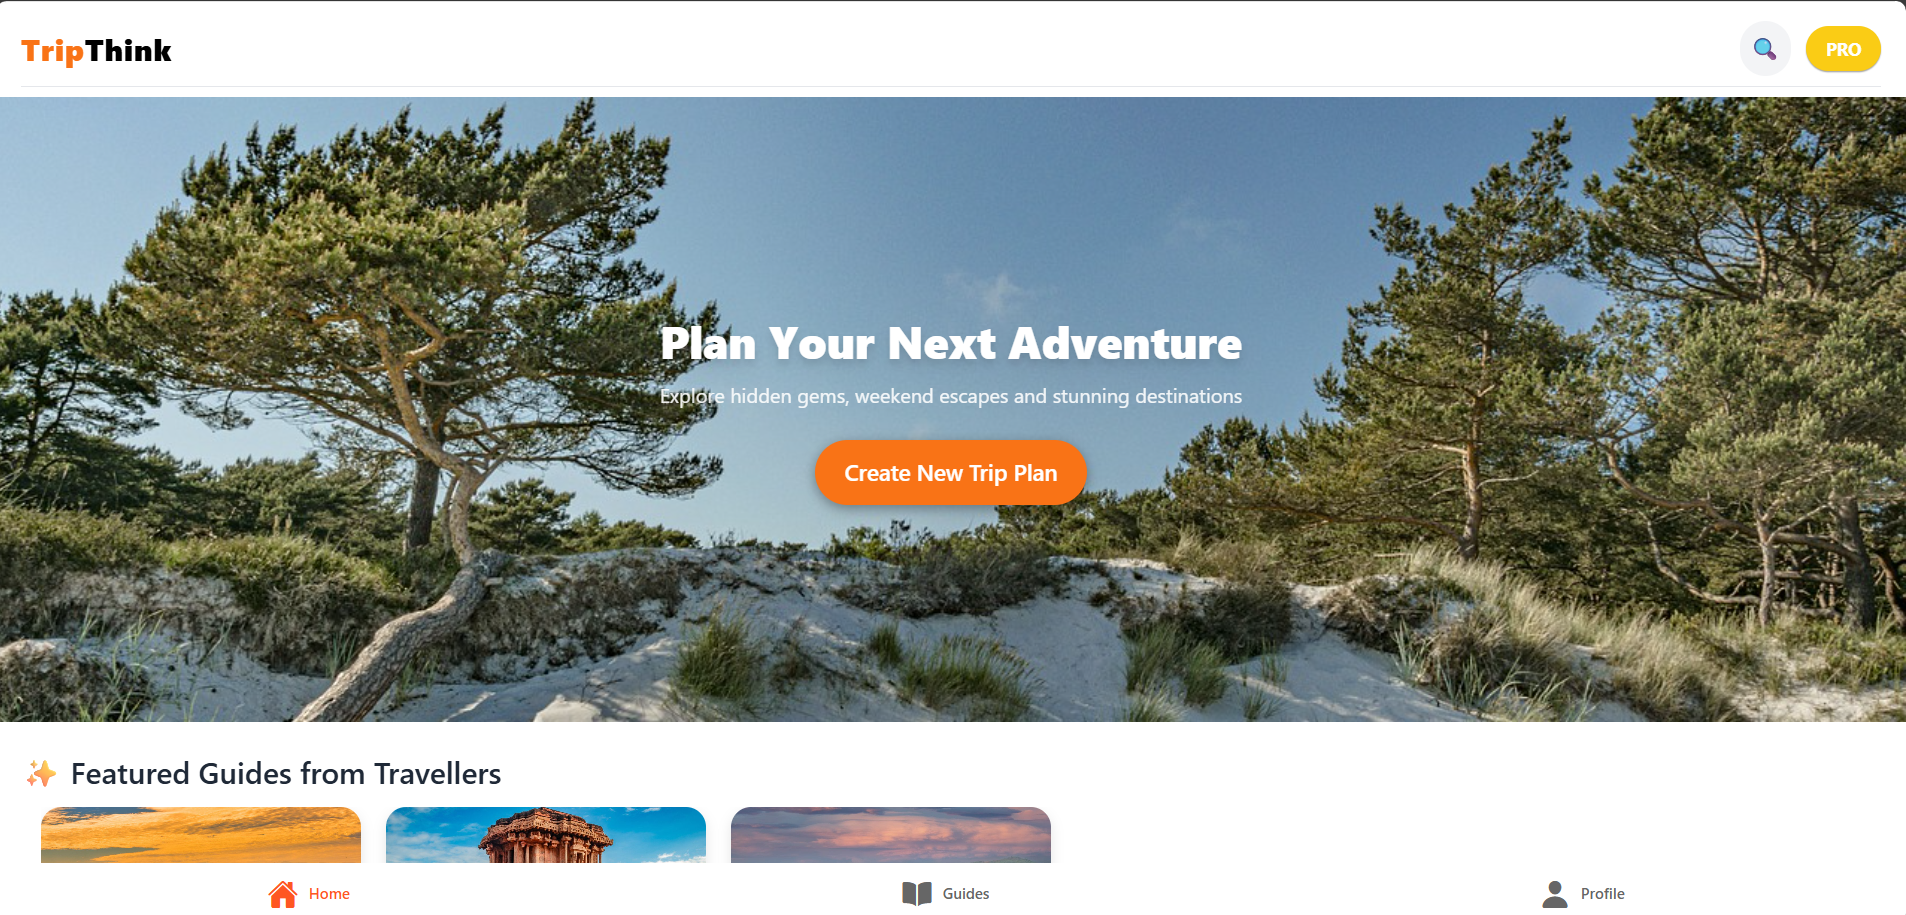 TripThink
PRO
Plan Your Next Adventure
Explore hidden gems, weekend escapes and stunning destinations
Create New Trip Plan
✨ Featured Guides from Travellers
Home
Guides
Profile